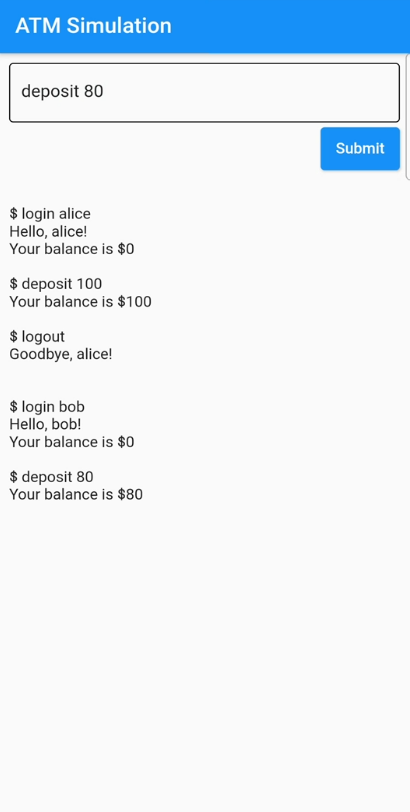 ATM Simulation
deposit 80
Submit
$ login alice
Hello, alice!
Your balance is $0
$ deposit 100
Your balance is $100
$ logout
Goodbye, alice!
$ login bob
Hello, bob!
Your balance is $0
$ deposit 80
Your balance is $80